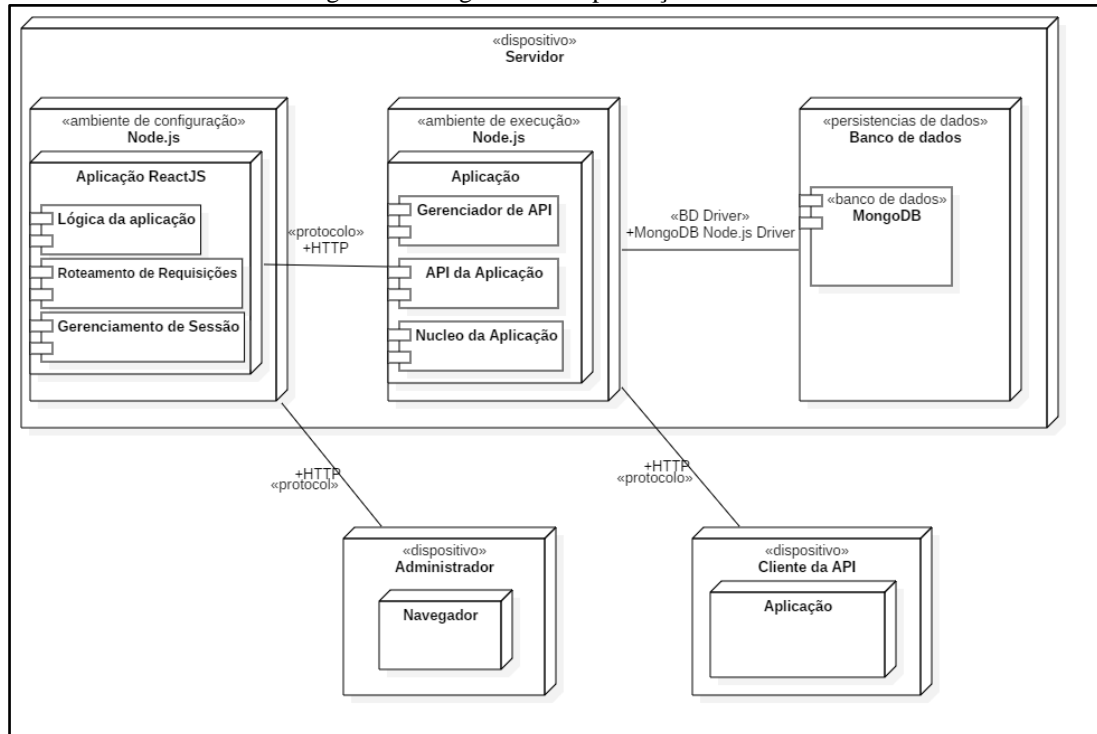 «dispositivo»
Servidor
«ambiente de configuração»
Node.js
Aplicação ReactJS
Lógica da aplicação
Roteamento de Requisições
Gerenciamento de Sessão
«protocolo»
+HTTP
«ambiente de execução»
Node.js
Aplicação
Gerenciador de API
API da Aplicação
Nucleo da Aplicação
«BD Driver»
+MongoDB Node.js Driver
«persistencias de dados»
Banco de dados
«banco de dados»
MongoDB
+HTTP
«protocol»
+HTTP
«protocolo»
«dispositivo»
Administrador
Navegador
«dispositivo»
Cliente da API
Aplicação